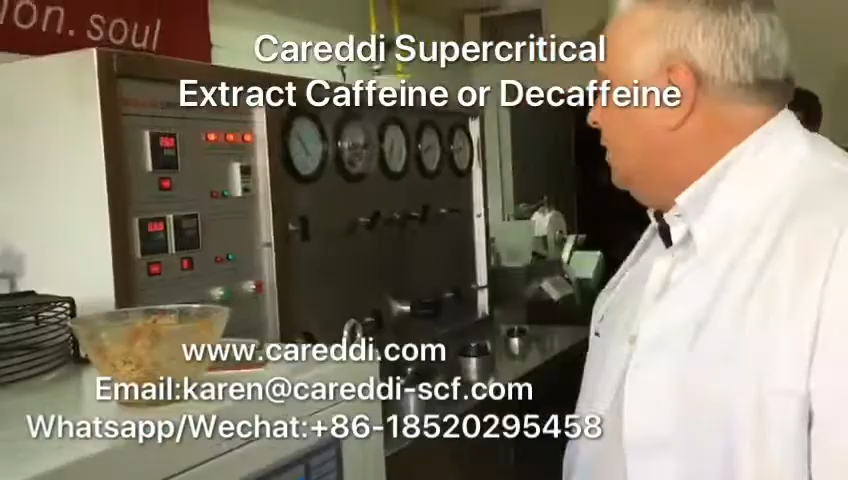 on. soul
Careddi Supercritical
Extract Caffeine or Decaffeine
www.careddi.com
Email:karen@careddi-scf.com
Whatsapp/Wechat:+86-18520295458